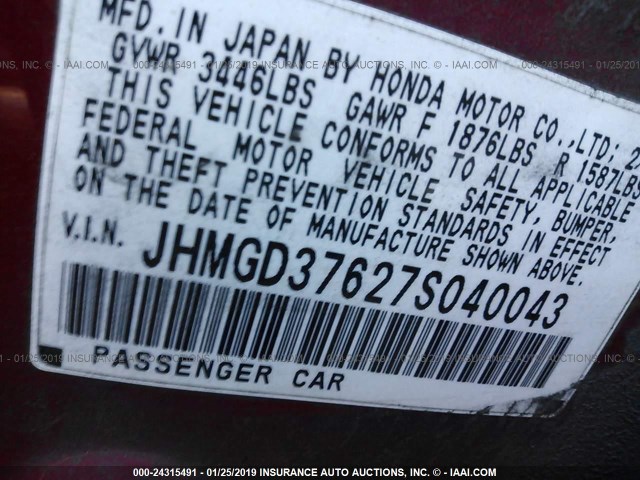 MFD. IN JAPAN BY HONDA MOTOR CO.,LTD; 2
GVWR 3446LBS GAWR F 1876LBS R 1587LBS
THIS VEHICLE CONFORMS TO ALL APPLICABLE
FEDERAL MOTOR VEHICLE SAFETY, BUMPER,
AND THEFT PREVENTION STANDARDS IN EFFECT
ON THE DATE OF MANUFACTURE SHOWN ABOVE.
V.I.N. JHMGD37627S040043
PASSENGER CAR
000-24315491 - 01/25/2019 INSURANCE AUTO AUCTIONS, INC. - © IAAI.COM